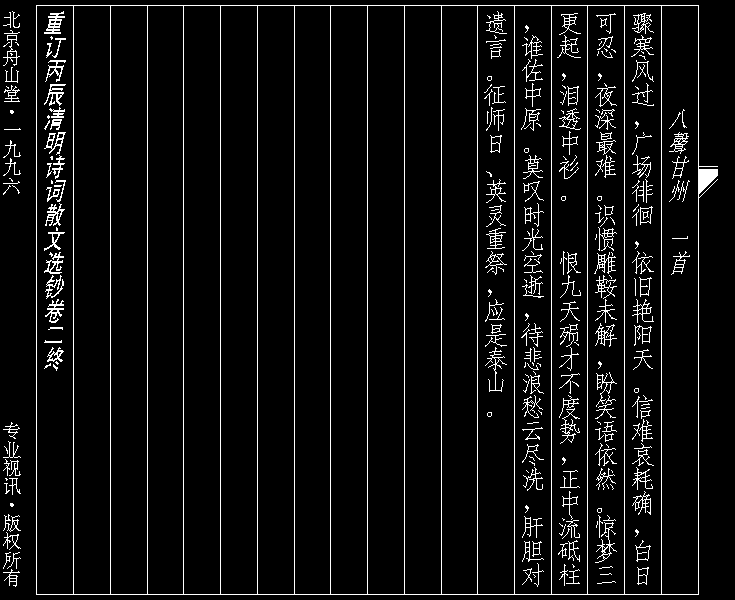 八聲甘州　一首
骤寒风过，广场徘徊，依旧艳阳天。信难哀耗确，白日
可忍，夜深最难。识惯雕鞍未解，盼笑语依然。惊梦三
更起，泪透中衫。　　恨九天殒才不度势，正中流砥柱
，谁佐中原。莫叹时光空逝，待悲浪愁云尽洗，肝胆对
遗言。征师日、英灵重祭，应是泰山。
重订丙辰清明诗词散文选钞卷二终
北京舟山堂·一九九六
专业视讯·版权所有